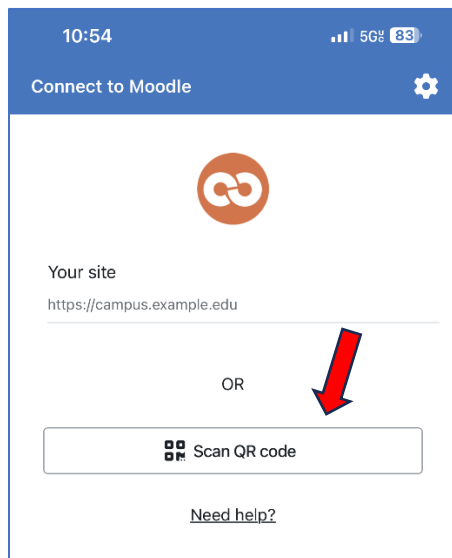 10:54
5G 83
Connect to Moodle
Your site
https://campus.example.edu
OR
Scan QR code
Need help?